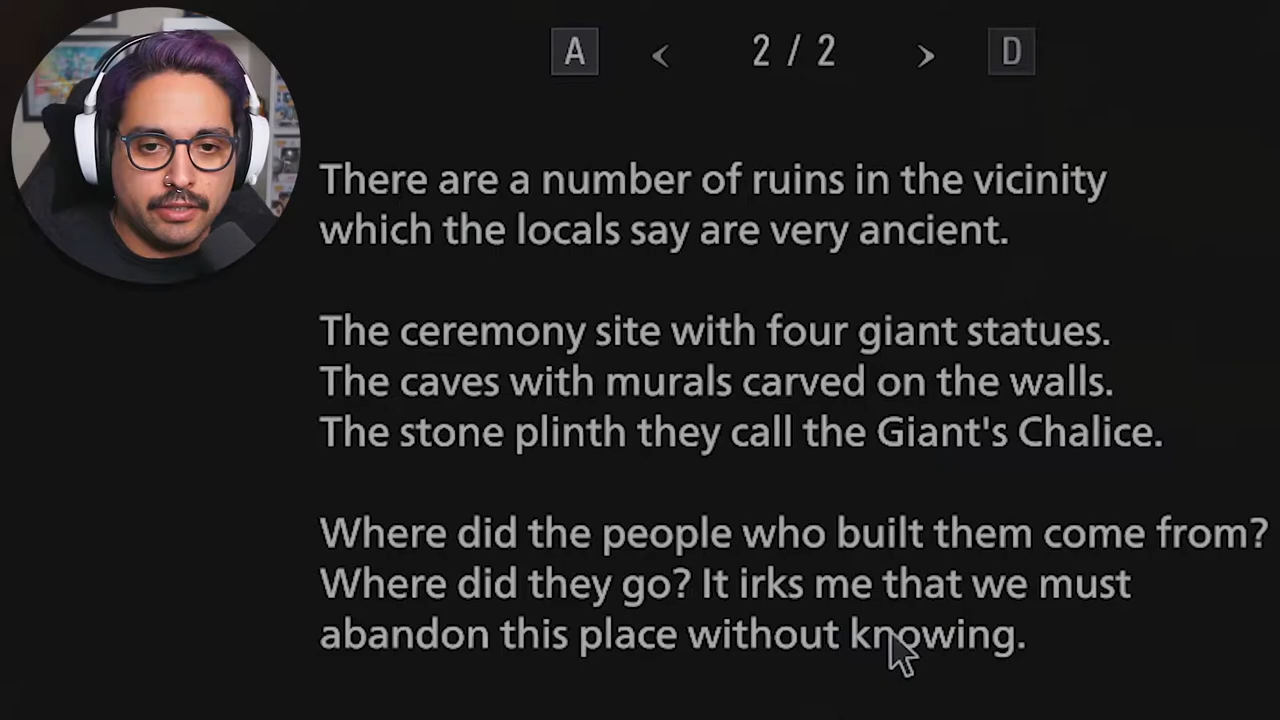 A < 2 / 2 > D
There are a number of ruins in the vicinity
which the locals say are very ancient.
The ceremony site with four giant statues.
The caves with murals carved on the walls.
The stone plinth they call the Giant's Chalice.
Where did the people who built them come from?
Where did they go? It irks me that we must
abandon this place without knowing.